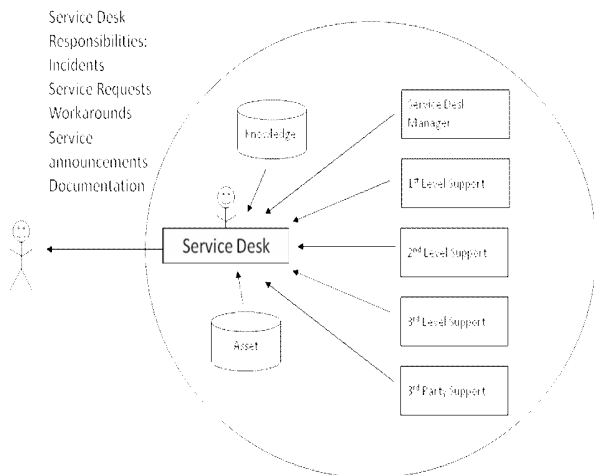 Service Desk
Responsibilities:
Incidents
Service Requests
Workarounds
Service
announcements
Documentation
Knowledge
Service Desk
Manager
1st Level Support
Service Desk
2nd Level Support
3rd Level Support
Asset
3rd Party Support